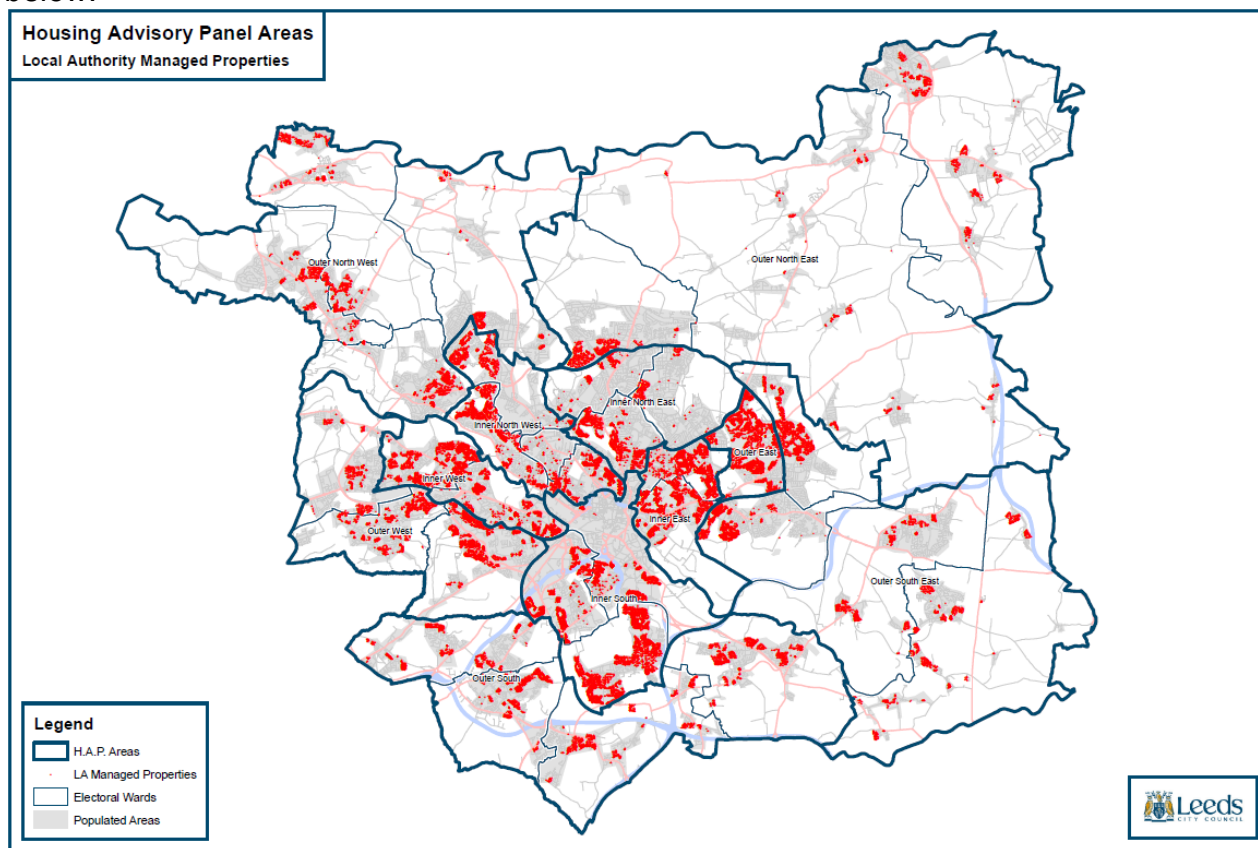 Housing Advisory Panel Areas
Local Authority Managed Properties
Outer North West
Outer North East
Inner North East
Inner North West
Outer East
Inner West
Inner East
Outer West
Outer South East
Inner South
Outer South
Legend
H.A.P. Areas
LA Managed Properties
Electoral Wards
Populated Areas
Leeds
CITY COUNCIL